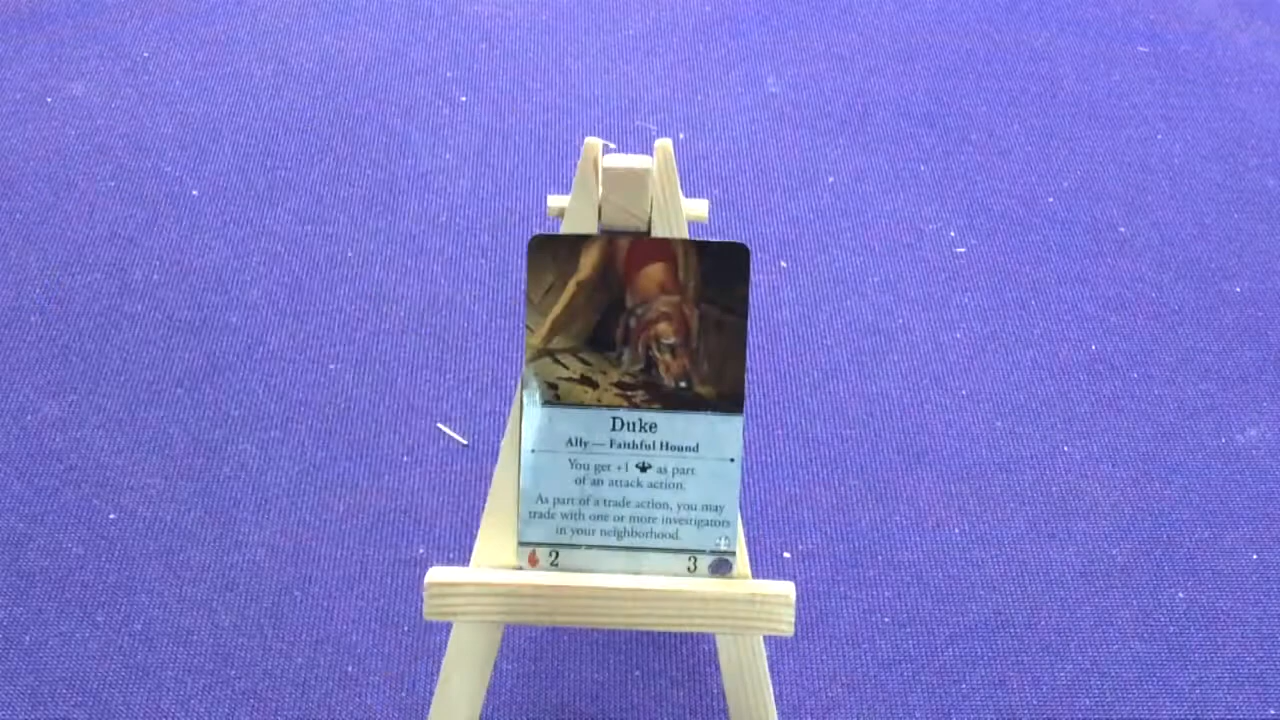 Duke
Ally — Faithful Hound
You get +1 as part
of an attack action.
As part of a trade action, you may
trade with one or more investigators
in your neighborhood.
2 3